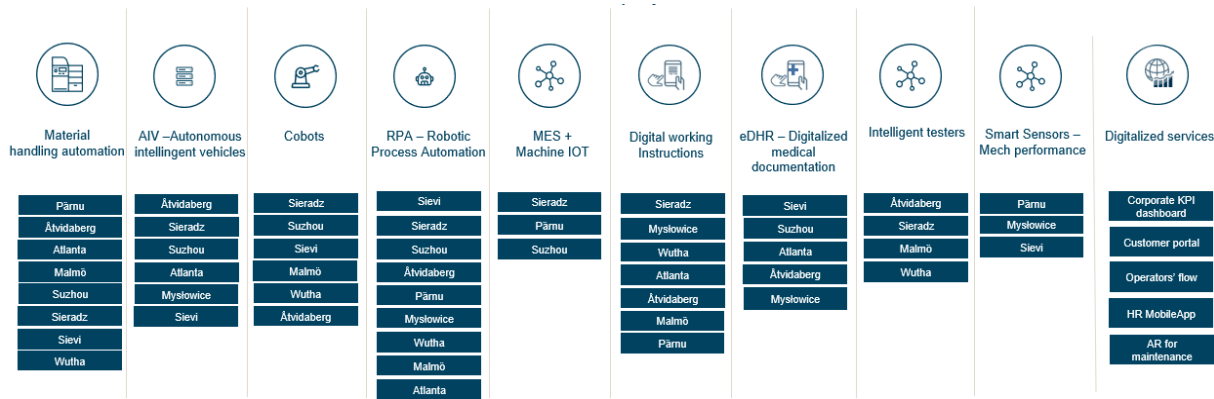 Material
handling automation
Pärnu
Åtvidaberg
Atlanta
Malmö
Suzhou
Sieradz
Sievi
Wutha
AIV –Autonomous
intellingent vehicles
Åtvidaberg
Sieradz
Suzhou
Atlanta
Mysłowice
Sievi
Cobots
Sieradz
Suzhou
Sievi
Malmö
Wutha
Åtvidaberg
RPA – Robotic
Process Automation
Sievi
Sieradz
Suzhou
Åtvidaberg
Pärnu
Mysłowice
Wutha
Malmö
Atlanta
MES +
Machine IOT
Sieradz
Pärnu
Suzhou
Digital working
Instructions
Sieradz
Mysłowice
Wutha
Atlanta
Åtvidaberg
Malmö
Pärnu
eDHR – Digitalized
medical
documentation
Sievi
Suzhou
Atlanta
Åtvidaberg
Mysłowice
Intelligent testers
Åtvidaberg
Sieradz
Malmö
Wutha
Smart Sensors –
Mech performance
Pärnu
Mysłowice
Sievi
Digitalized services
Corporate KPI
dashboard
Customer portal
Operators' flow
HR MobileApp
AR for
maintenance